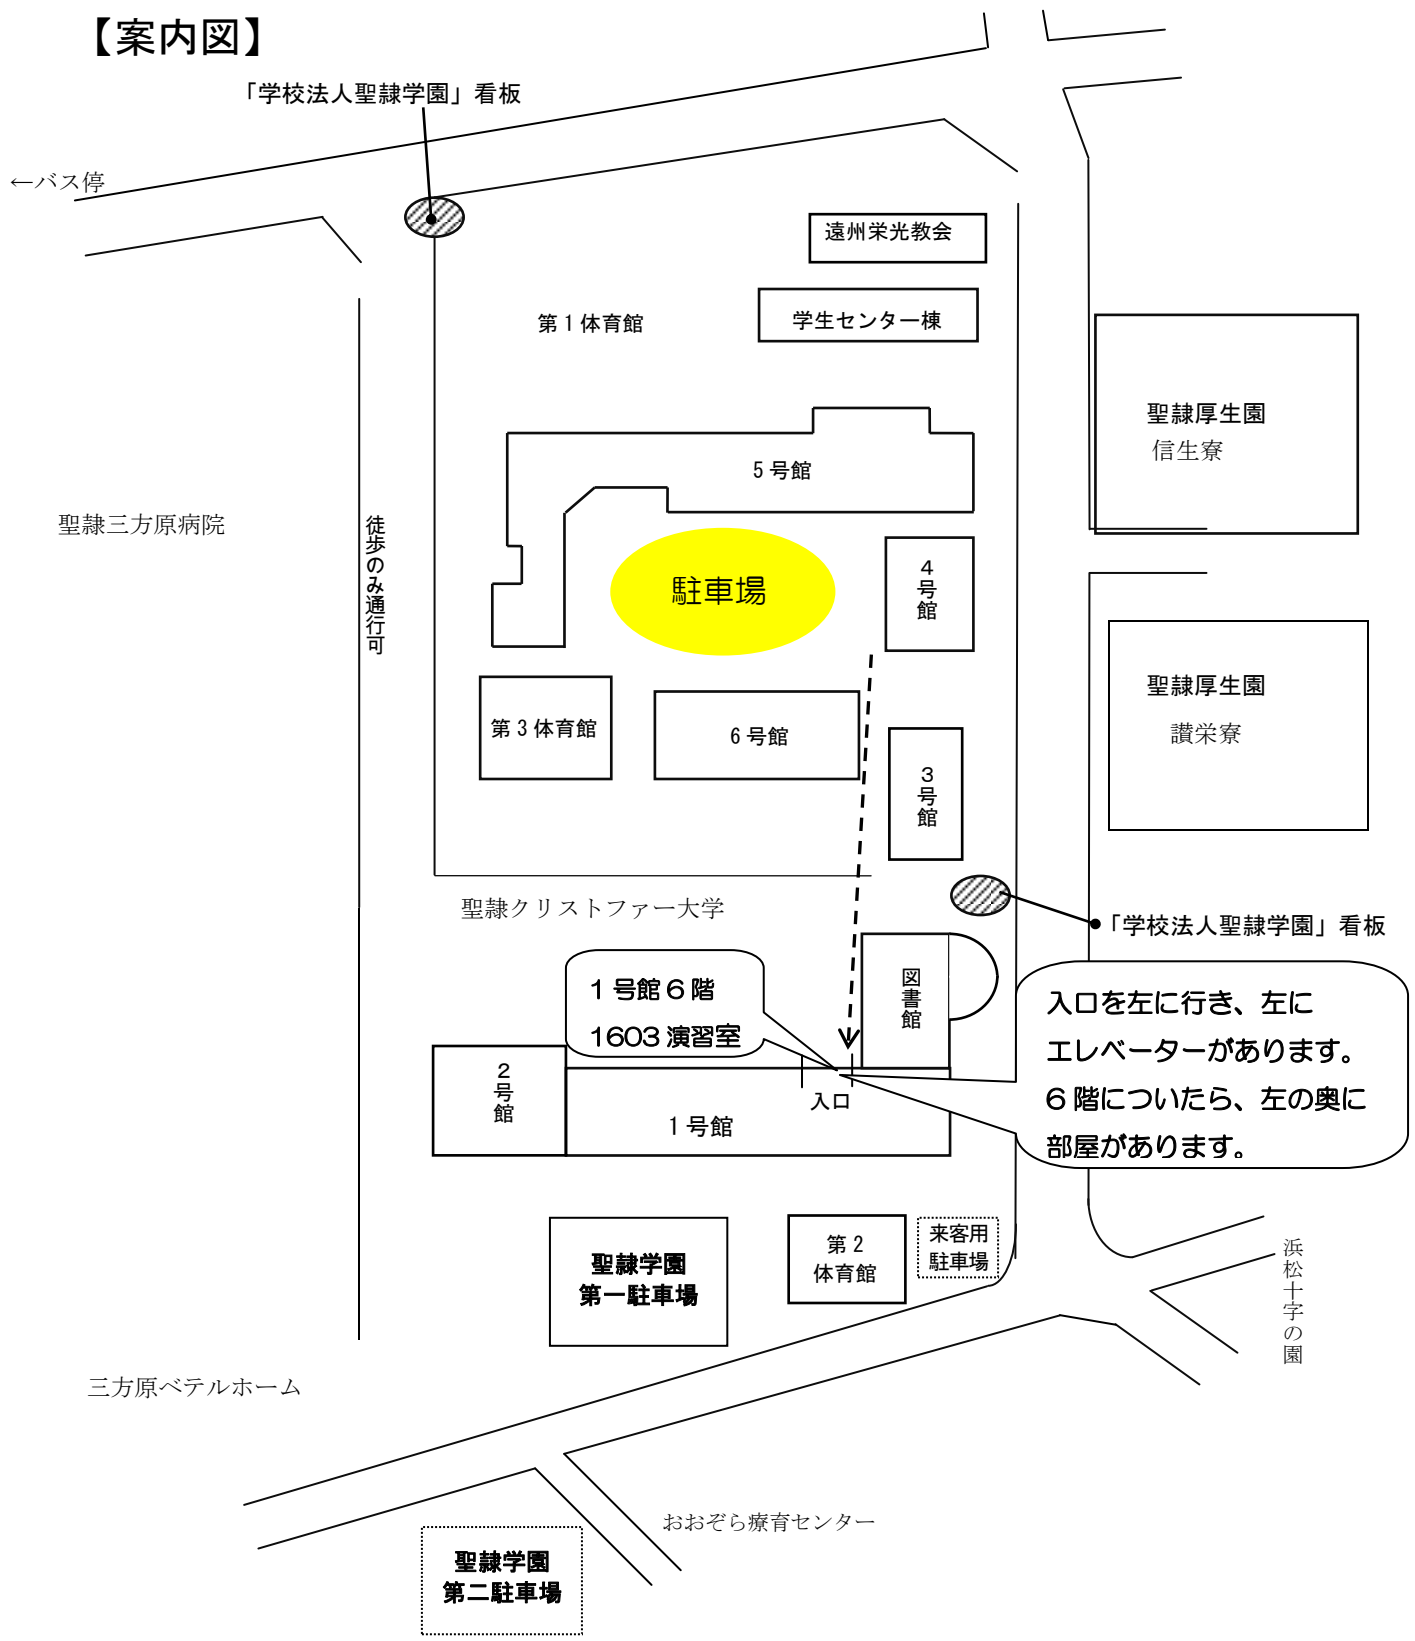 【案内図】
「学校法人聖隷学園」看板
←バス停
遠州栄光教会
第1体育館
学生センター棟
聖隷厚生園
信生寮
5号館
聖隷三方原病院
徒歩のみ通行可
駐車場
4号館
聖隷厚生園
讃栄寮
第3体育館
6号館
3号館
聖隷クリストファー大学
「学校法人聖隷学園」看板
1号館6階
1603演習室
図書館
入口を左に行き、左に
エレベーターがあります。
6階についたら、左の奥に
部屋があります。
2号館
入口
1号館
聖隷学園
第一駐車場
第2
体育館
来客用
駐車場
浜松十字の園
三方原ベテルホーム
おおぞら療育センター
聖隷学園
第二駐車場